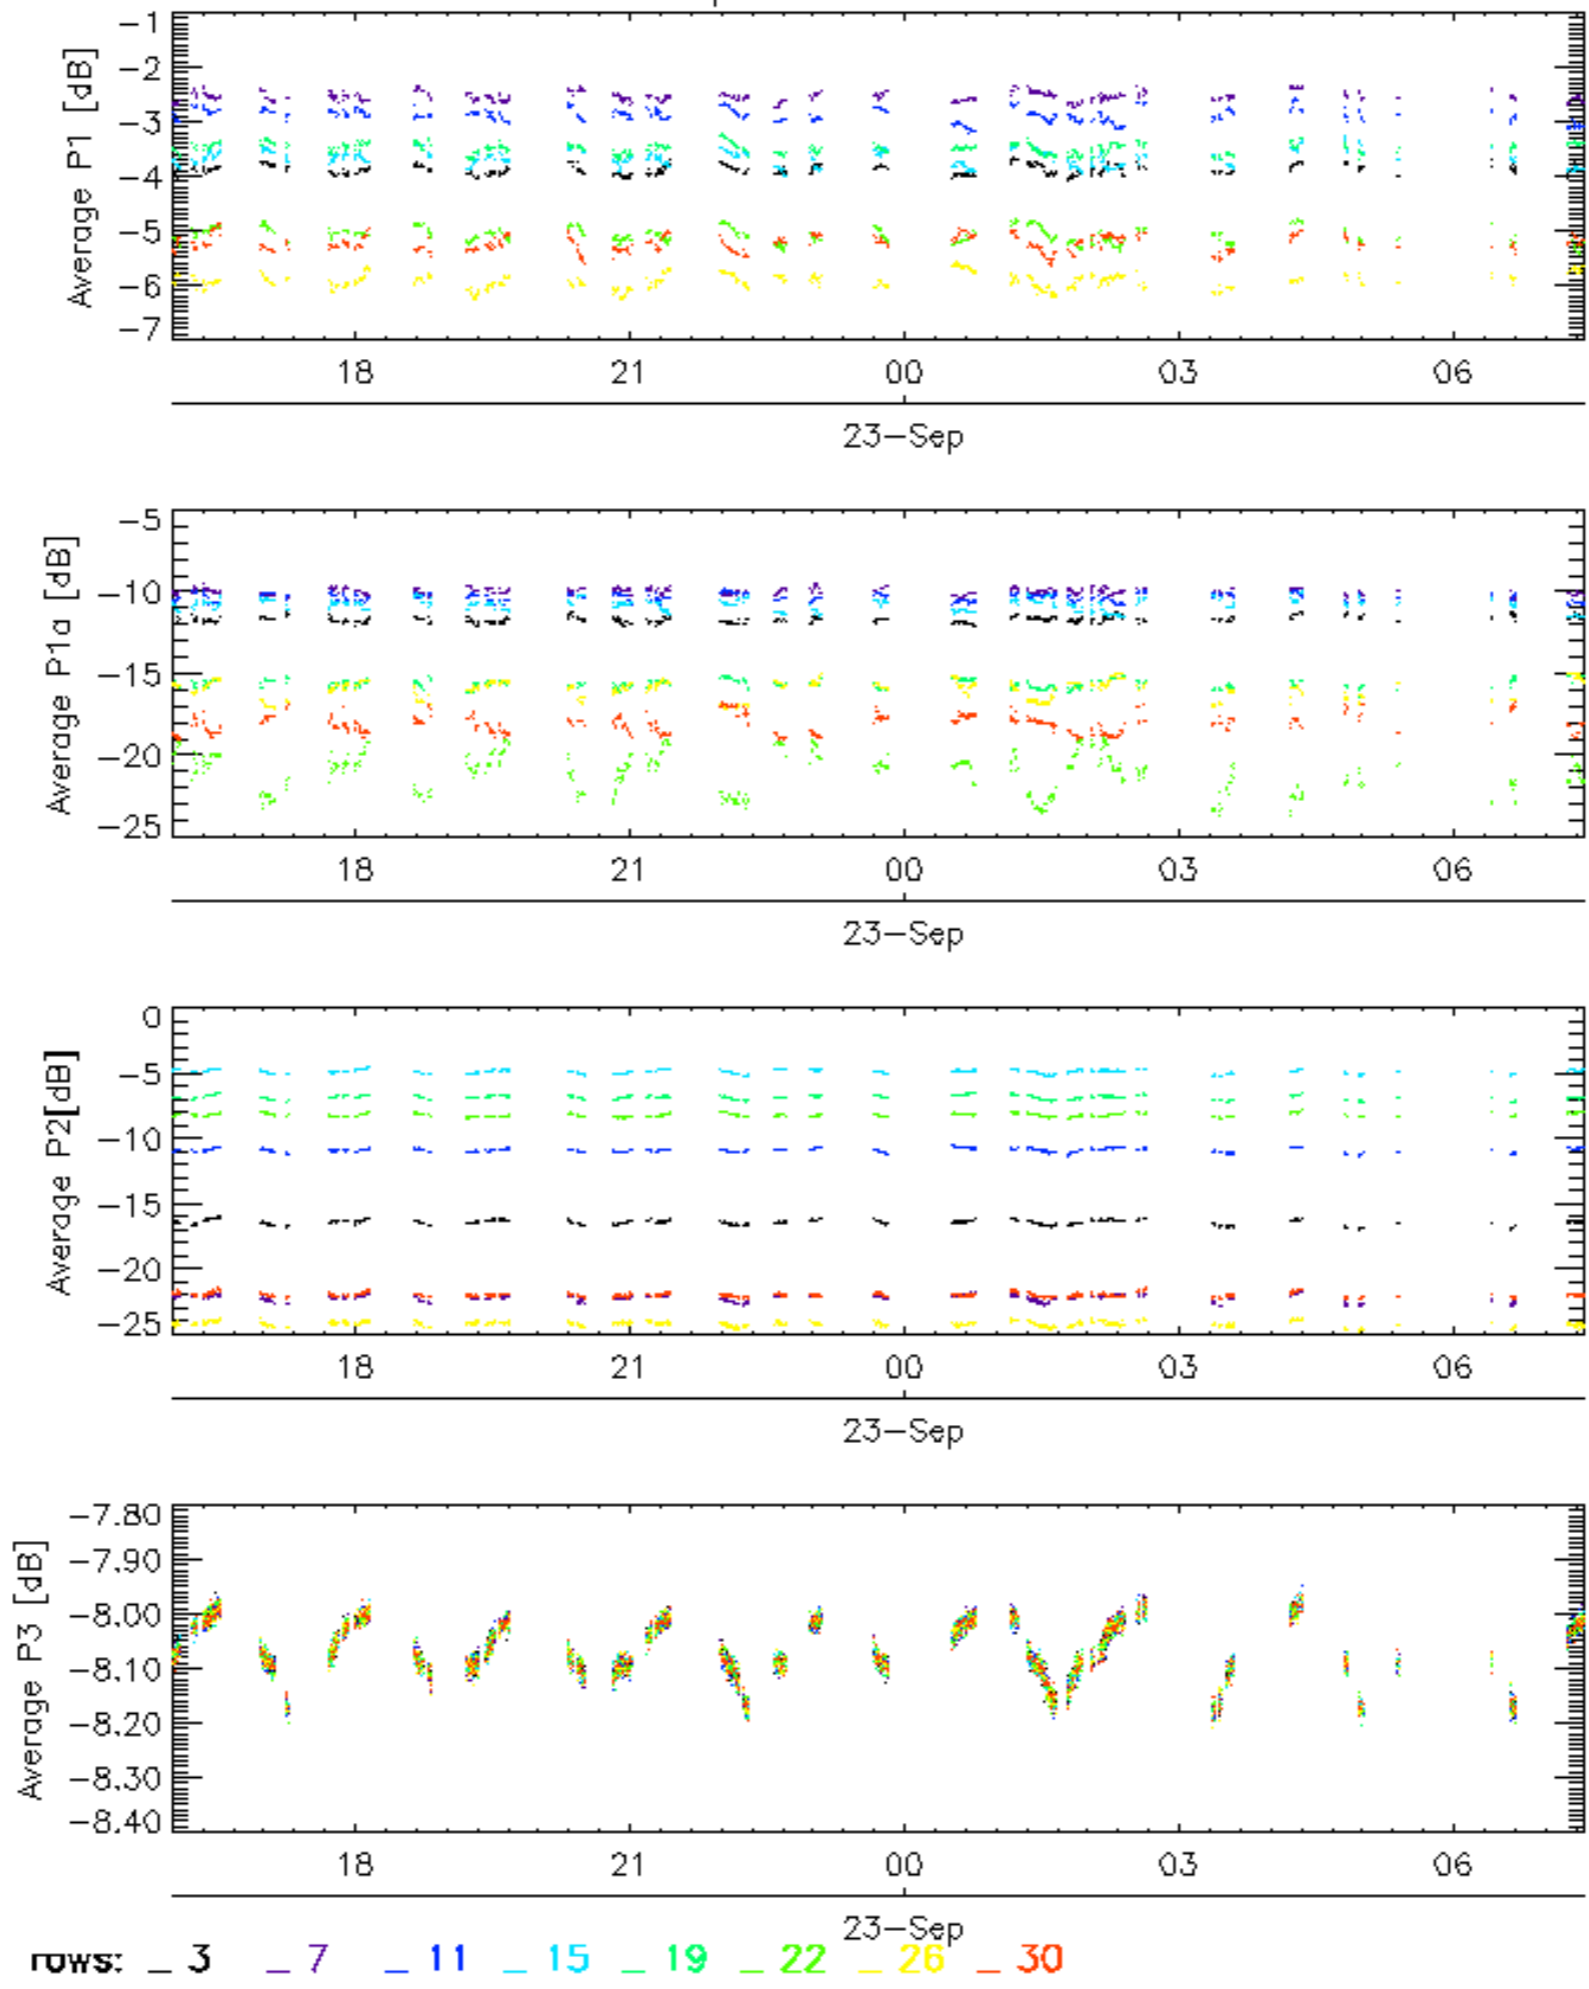 Average P1 [dB]
-1
-2
-3
-4
-5
-6
-7
18 21 00 03 06
23-Sep
Average P1a [dB]
-5
-10
-15
-20
-25
18 21 00 03 06
23-Sep
Average P2[dB]
0
-5
-10
-15
-20
-25
18 21 00 03 06
23-Sep
Average P3 [dB]
-7.80
-7.90
-8.00
-8.10
-8.20
-8.30
-8.40
18 21 00 03 06
23-Sep
rows: _ 3 _ 7 _ 11 _ 15 _ 19 _ 22 _ 26 _ 30